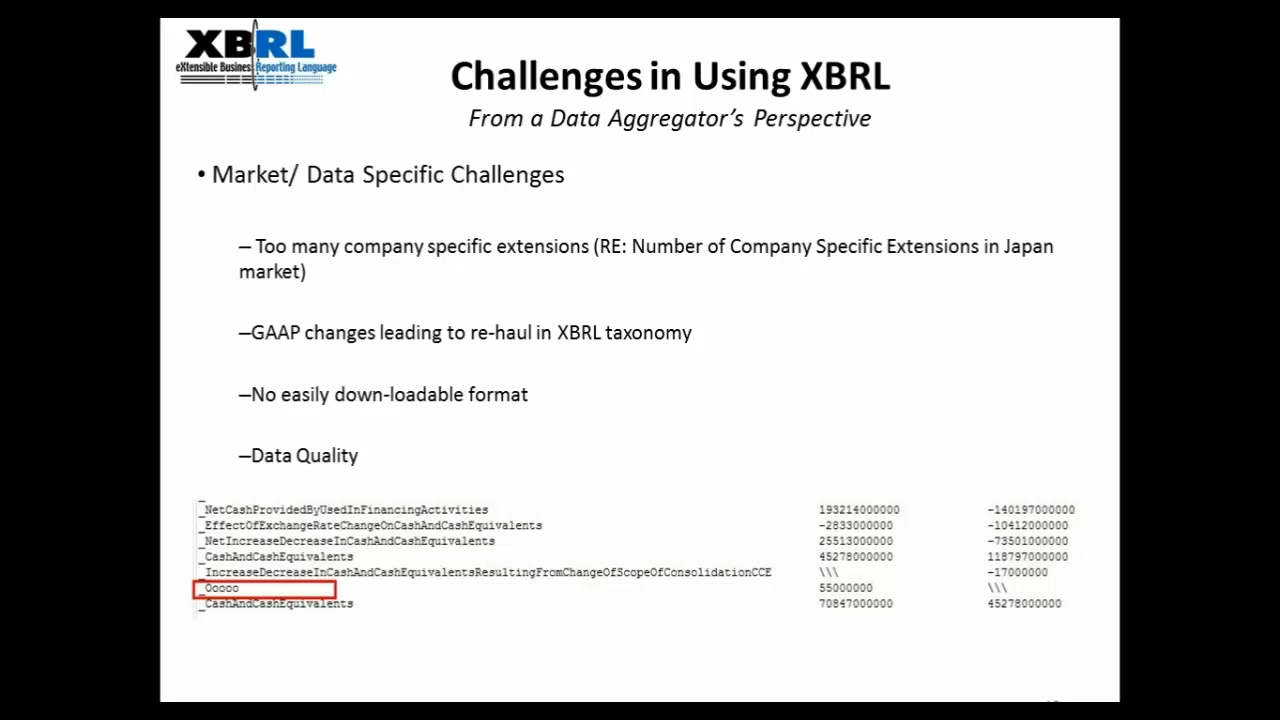 XBRL
eXtensible Business Reporting Language
Challenges in Using XBRL
From a Data Aggregator's Perspective
• Market/ Data Specific Challenges
– Too many company specific extensions (RE: Number of Company Specific Extensions in Japan
market)
–GAAP changes leading to re-haul in XBRL taxonomy
–No easily down-loadable format
–Data Quality
_NetCashProvidedByUsedInFinancingActivities 193214000000 -140197000000
_EffectOfExchangeRateChangeOnCashAndCashEquivalents -2833000000 -10412000000
_NetIncreaseDecreaseInCashAndCashEquivalents 25513000000 -73501000000
_CashAndCashEquivalents 45278000000 118797000000
_IncreaseDecreaseInCashAndCashEquivalentsResultingFromChangeOfScopeOfConsolidationCCE \\\ -17000000
_Ooooo 55000000 \\\
_CashAndCashEquivalents 70847000000 45278000000